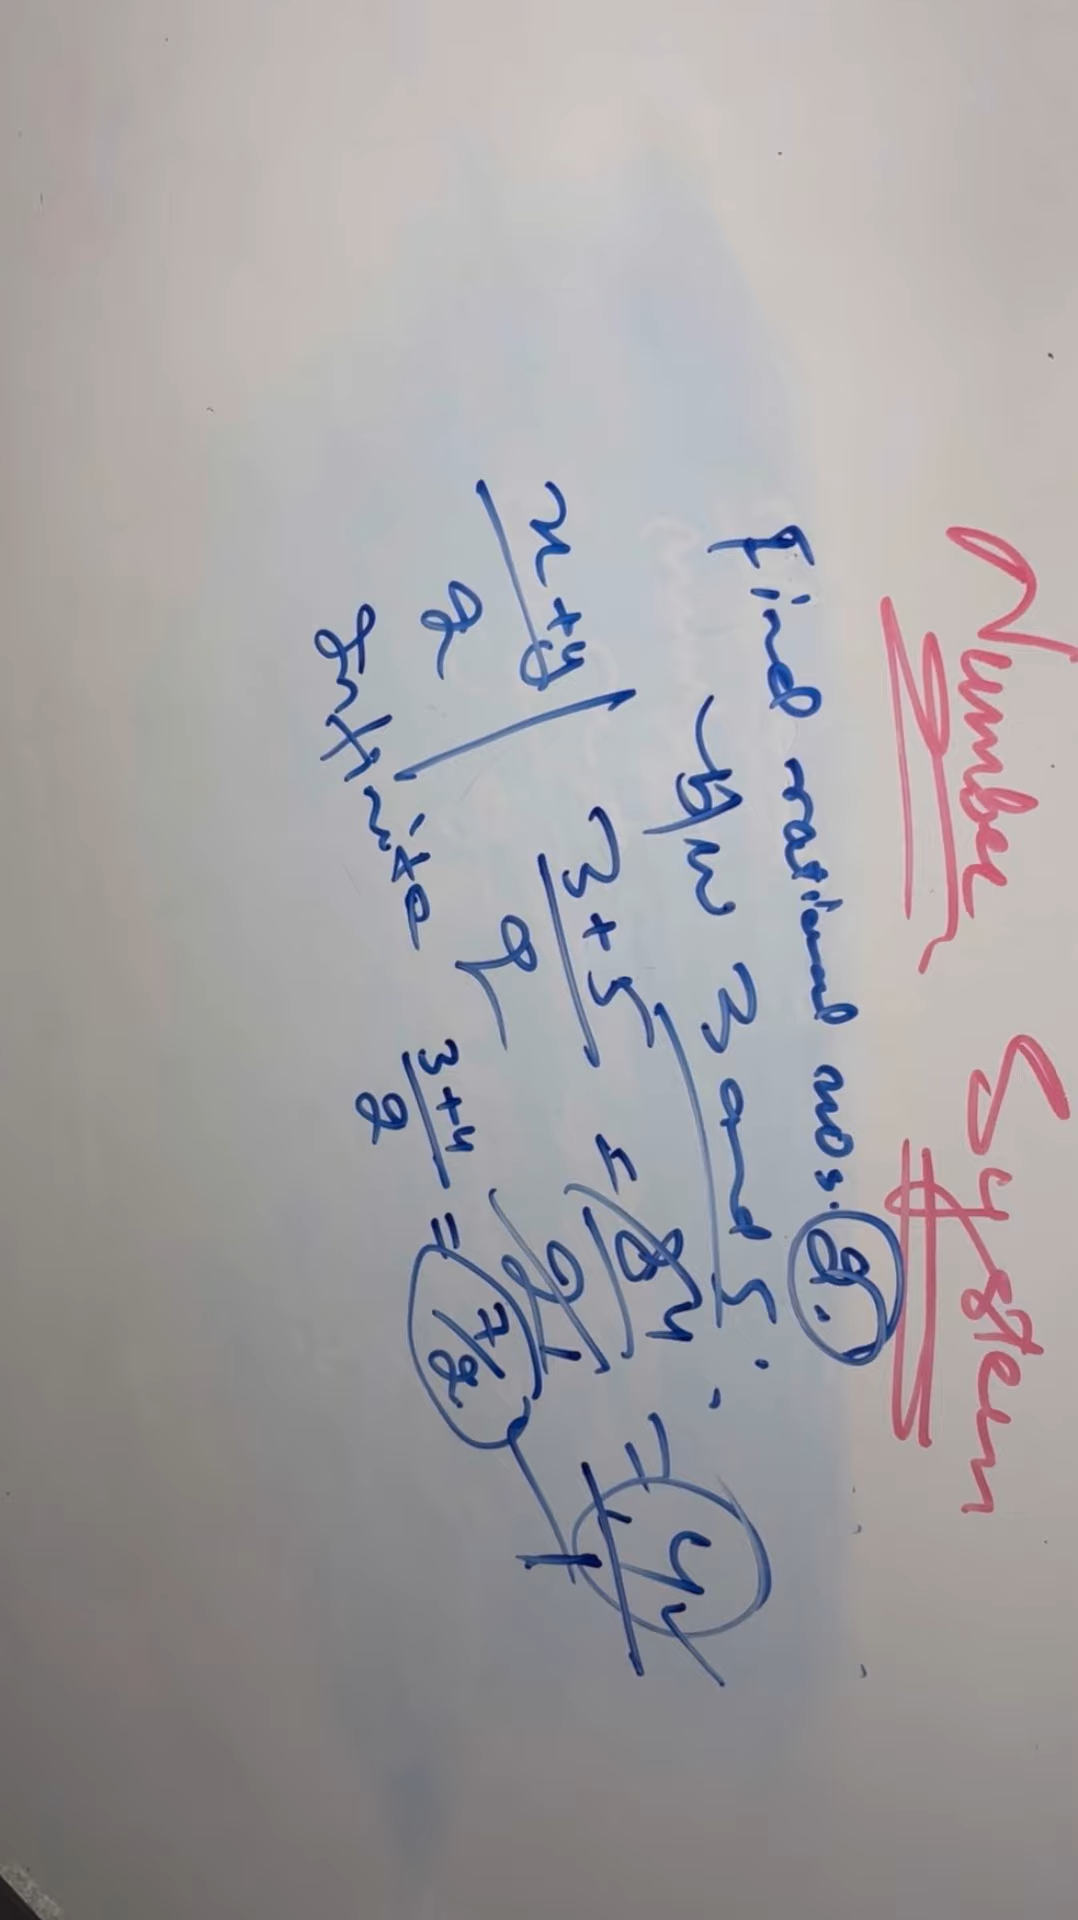 Number System
Find rational nos. 2.
b/w 3 and 5.
x+y/2 3+5/2 = 8/2 = 4
Infinite 3+4/2 = 7/2